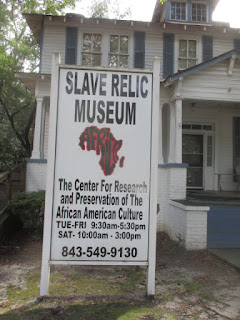 SLAVE RELIC
MUSEUM
AFRICA
The Center For Research
and Preservation of The
African American Culture
TUE-FRI 9:30am-5:30pm
SAT- 10:00am - 3:00pm
843-549-9130